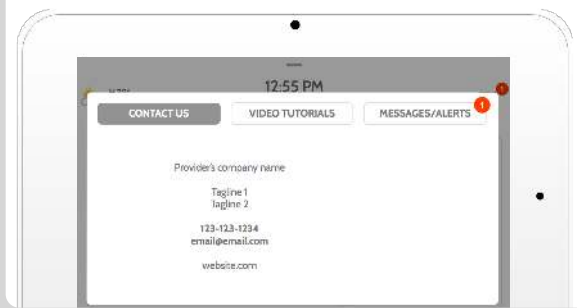 12:55 PM
1
CONTACT US
VIDEO TUTORIALS
MESSAGES/ALERTS
1
Provider's company name
Tagline 1
Tagline 2
123-123-1234
email@email.com
website.com